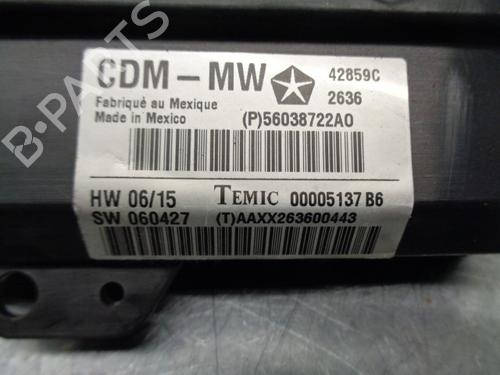 B-PARTS
CDM - MW 42859C
Fabriqué au Mexique 2636
Made in Mexico (P)56038722AO
HW 06/15 TEMIC 00005137 B6
SW 060427 (T)AAXX263600443